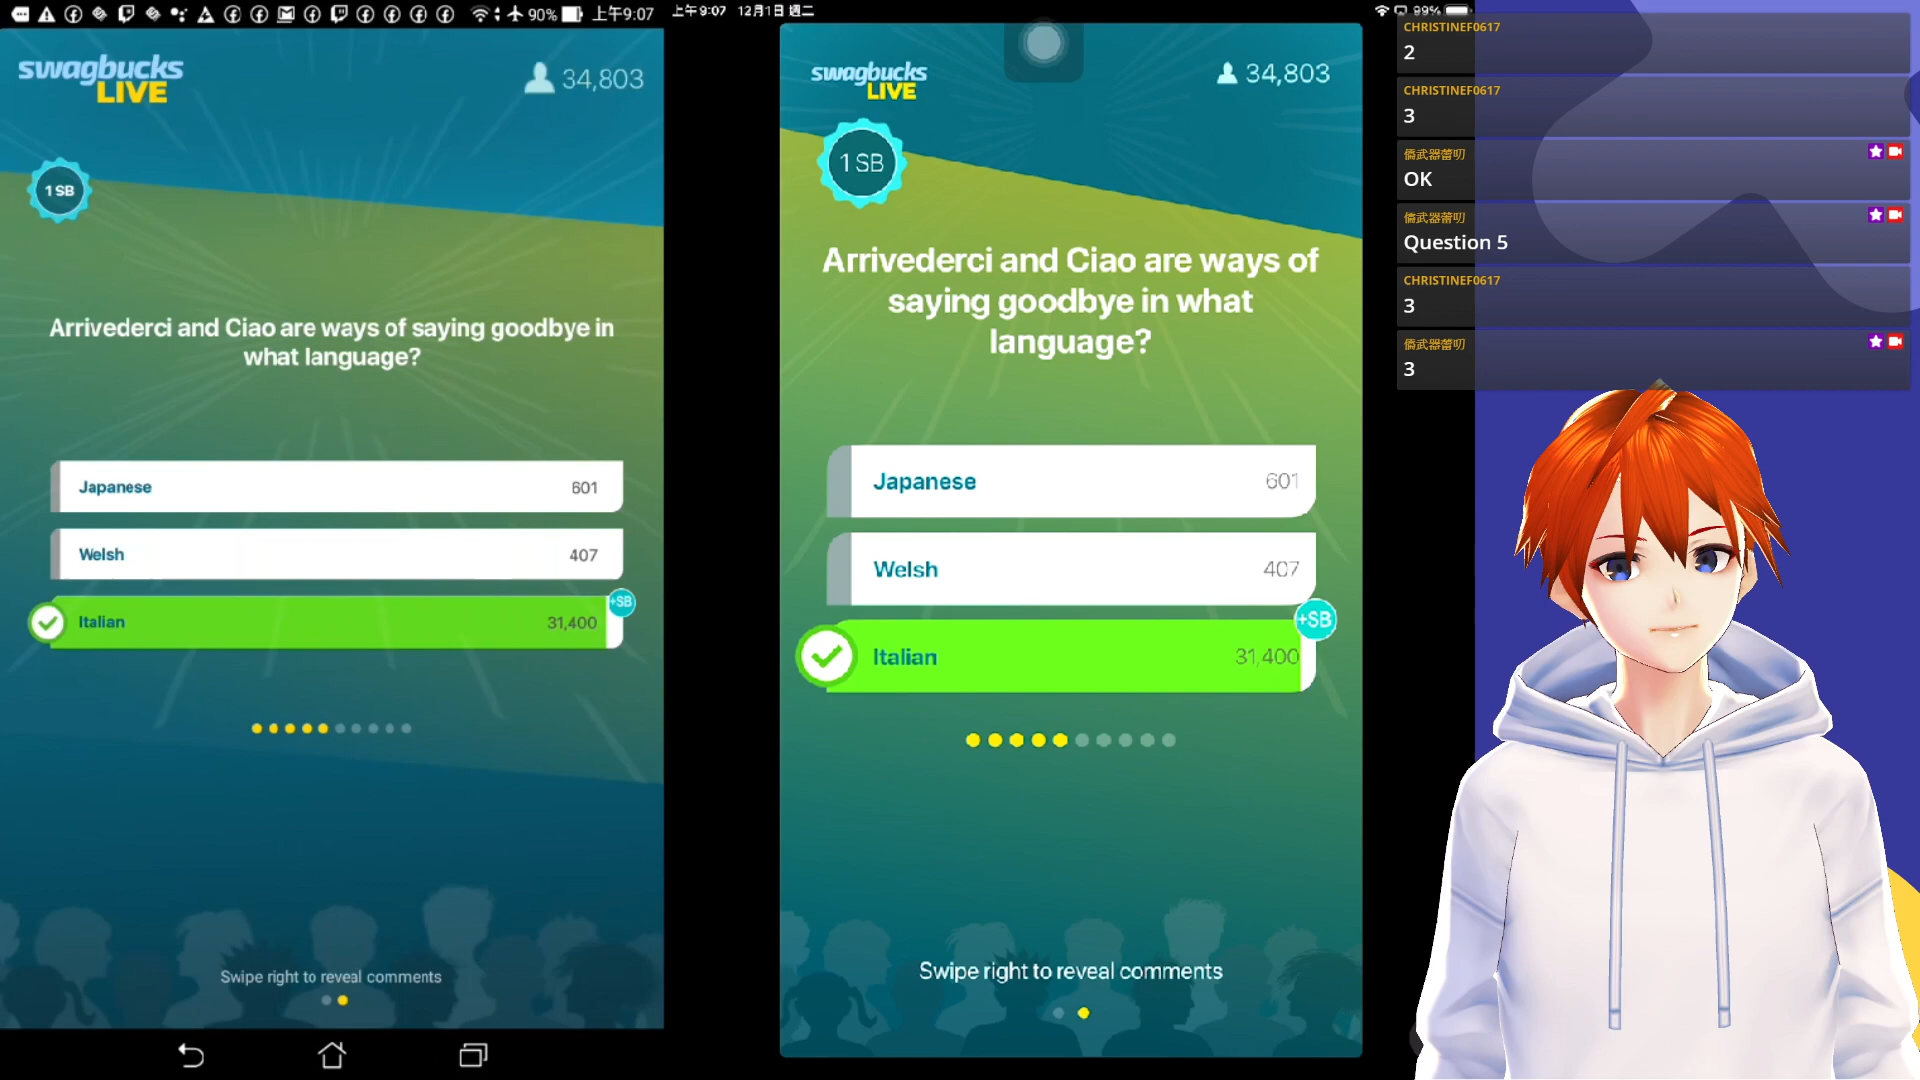 90% 上午9:07
swagbucks
LIVE
34,803
1 SB
Arrivederci and Ciao are ways of saying goodbye in
what language?
Japanese 601
Welsh 407
+SB
Italian 31,400
Swipe right to reveal comments
上午9:07 12月1日 週二
99%
swagbucks
LIVE
34,803
1 SB
Arrivederci and Ciao are ways of
saying goodbye in what
language?
Japanese 601
Welsh 407
+SB
Italian 31,400
Swipe right to reveal comments
CHRISTINEF0617
2
CHRISTINEF0617
3
OK
Question 5
CHRISTINEF0617
3
3